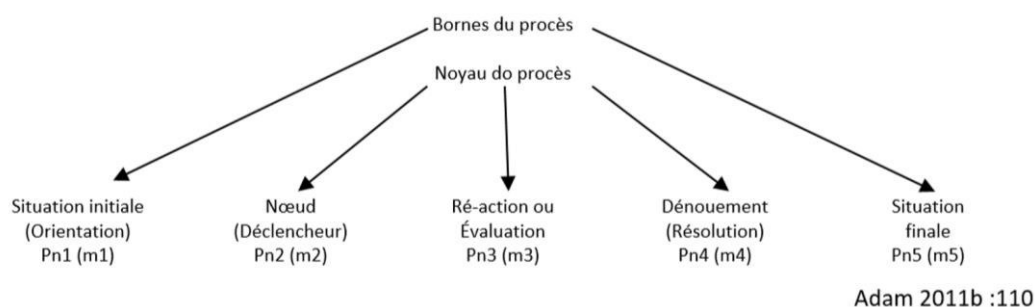 Bornes du procès
Noyau do procès
Situation initiale
(Orientation)
Pn1 (m1)
Nœud
(Déclencheur)
Pn2 (m2)
Ré-action ou
Évaluation
Pn3 (m3)
Dénouement
(Résolution)
Pn4 (m4)
Situation
finale
Pn5 (m5)
Adam 2011b :110